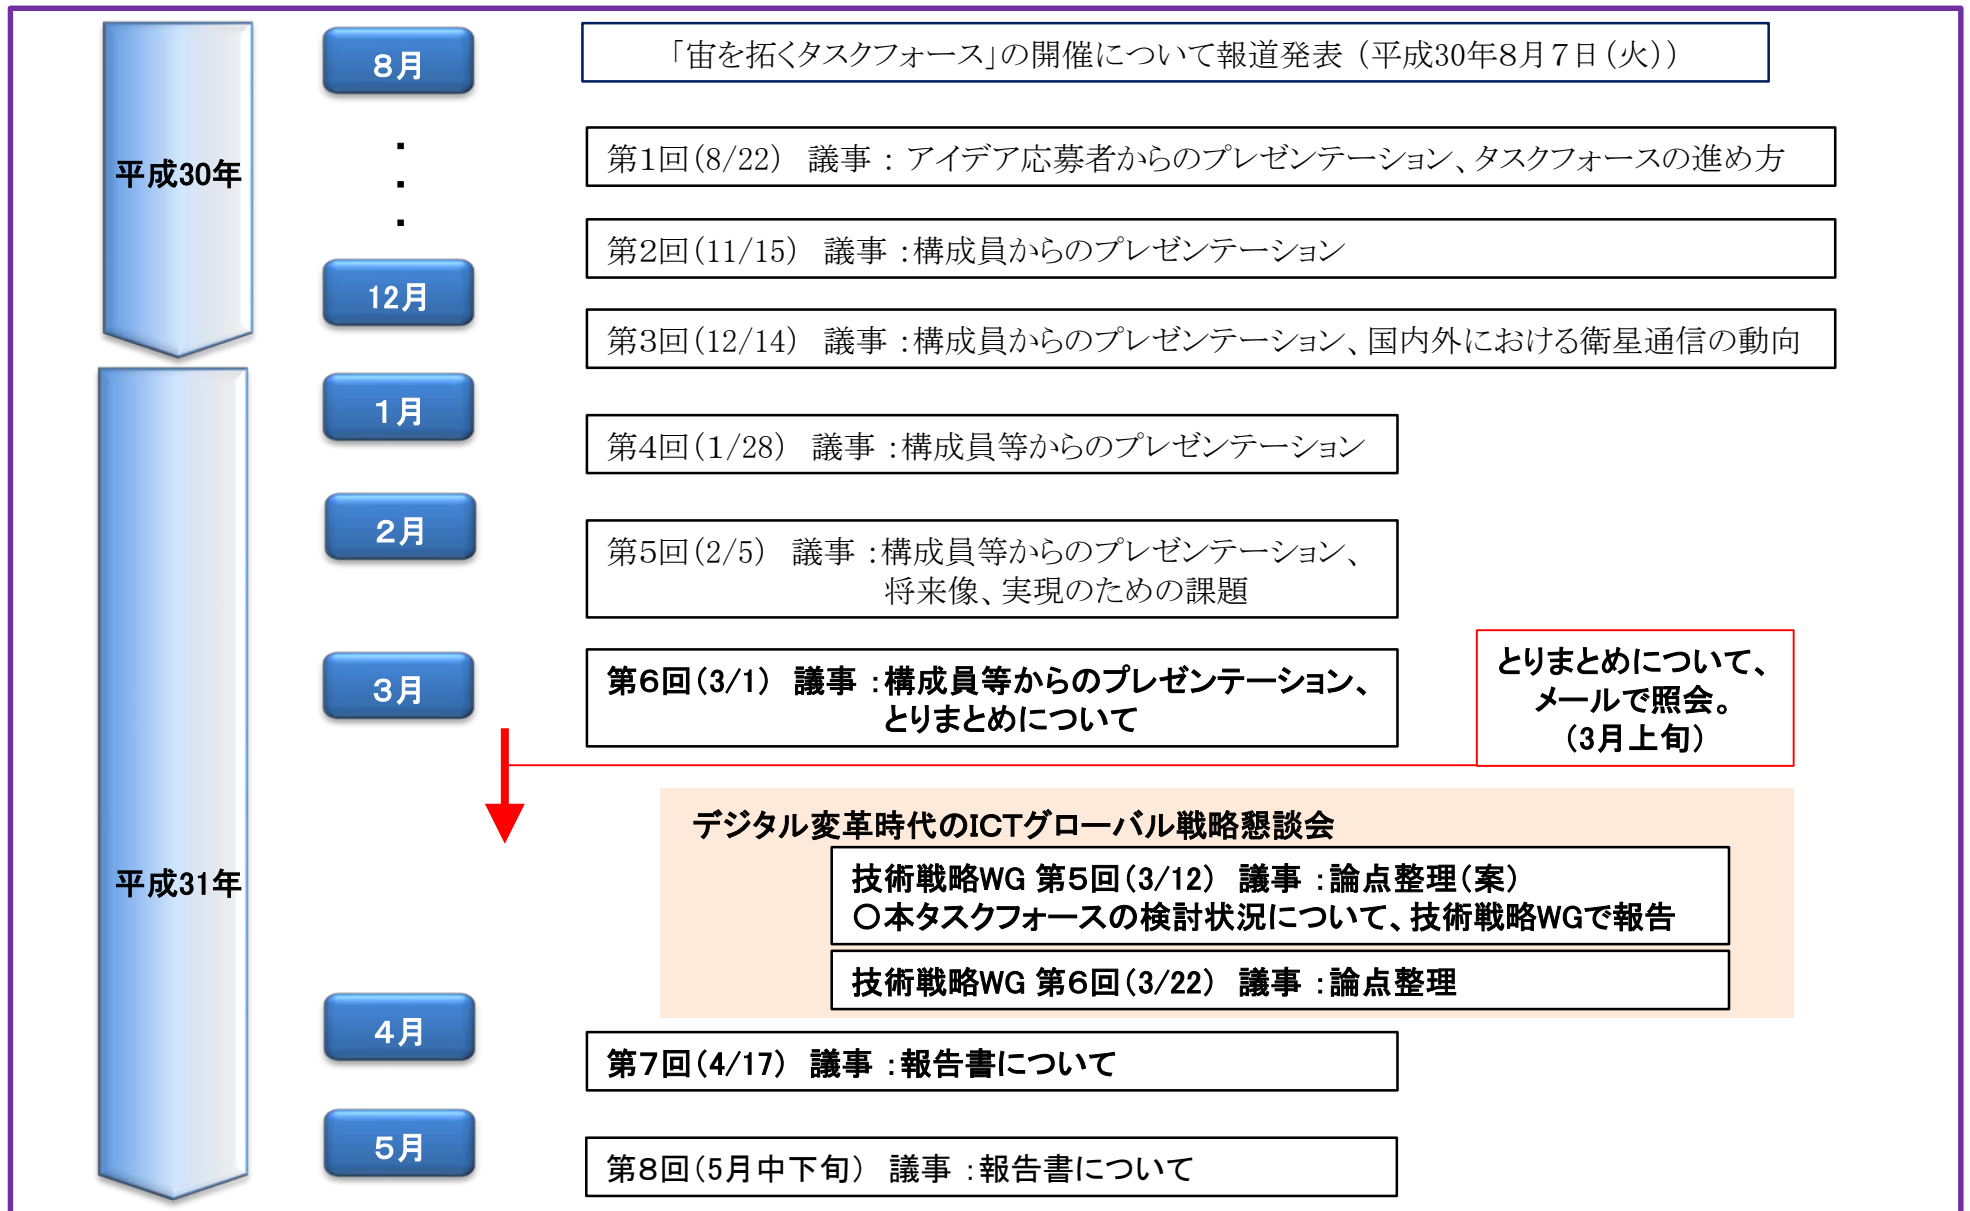 平成30年
8月
「宙を拓くタスクフォース」の開催について報道発表（平成30年8月7日（火））
第1回（8/22） 議事 ： アイデア応募者からのプレゼンテーション、タスクフォースの進め方
第2回（11/15） 議事 ：構成員からのプレゼンテーション
12月
第3回（12/14） 議事 ：構成員からのプレゼンテーション、国内外における衛星通信の動向
平成31年
1月
第4回（1/28） 議事 ：構成員等からのプレゼンテーション
2月
第5回（2/5） 議事 ：構成員等からのプレゼンテーション、
将来像、実現のための課題
3月
第6回（3/1） 議事 ：構成員等からのプレゼンテーション、
とりまとめについて
とりまとめについて、
メールで照会。
（3月上旬）
デジタル変革時代のICTグローバル戦略懇談会
技術戦略WG 第5回（3/12） 議事 ：論点整理（案）
〇本タスクフォースの検討状況について、技術戦略WGで報告
技術戦略WG 第6回（3/22） 議事 ：論点整理
4月
第7回（4/17） 議事 ：報告書について
5月
第8回（5月中下旬） 議事 ：報告書について